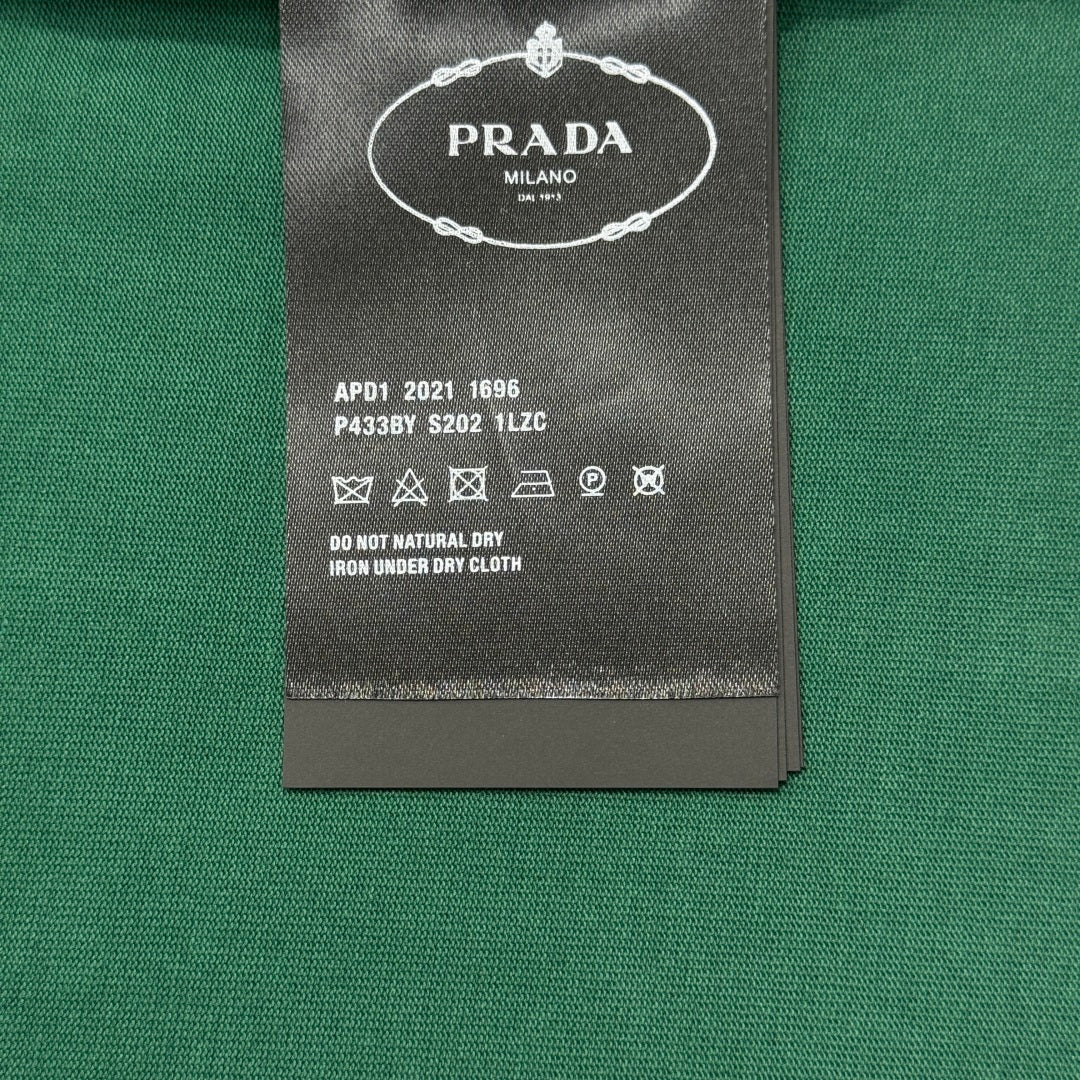 PRADA
MILANO
DAL 1913
APD1 2021 1696
P433BY S202 1LZC
P W
DO NOT NATURAL DRY
IRON UNDER DRY CLOTH